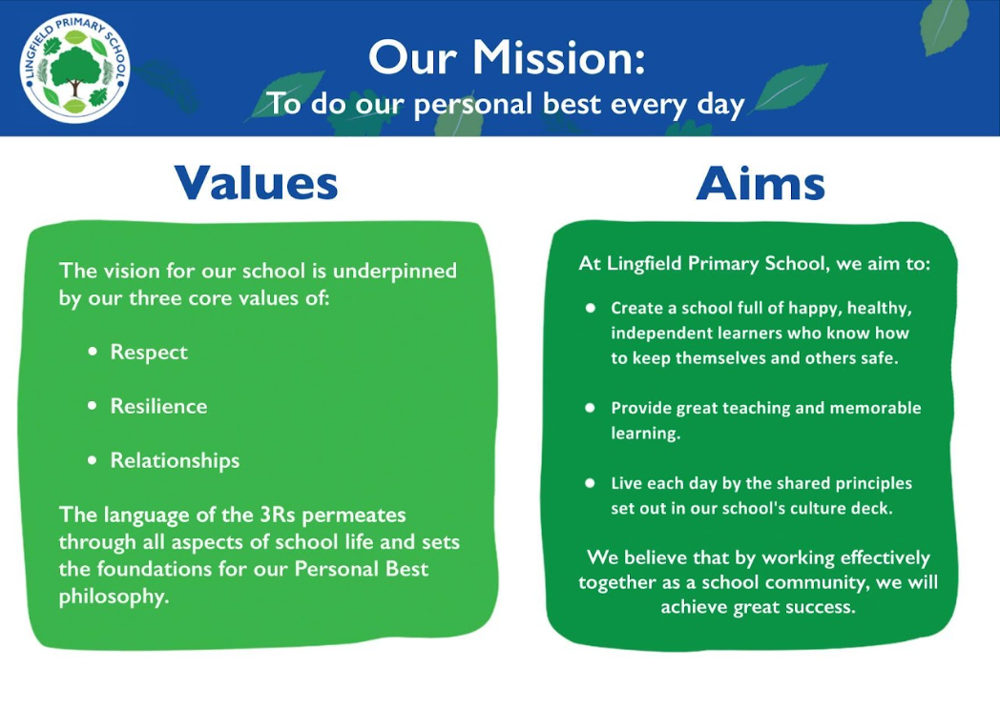 LINGFIELD PRIMARY SCHOOL
Our Mission:
To do our personal best every day
Values
The vision for our school is underpinned
by our three core values of:
• Respect
• Resilience
• Relationships
The language of the 3Rs permeates
through all aspects of school life and sets
the foundations for our Personal Best
philosophy.
Aims
At Lingfield Primary School, we aim to:
• Create a school full of happy, healthy,
independent learners who know how
to keep themselves and others safe.
• Provide great teaching and memorable
learning.
• Live each day by the shared principles
set out in our school's culture deck.
We believe that by working effectively
together as a school community, we will
achieve great success.